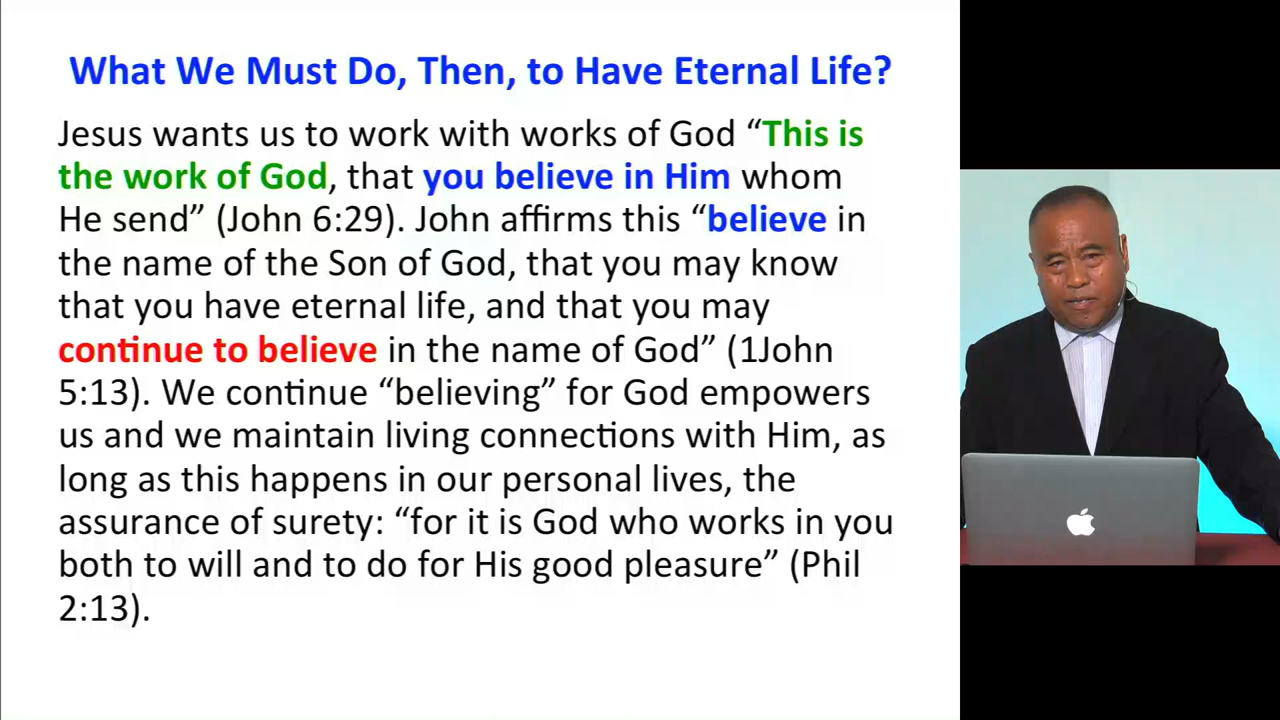 What We Must Do, Then, to Have Eternal Life?
Jesus wants us to work with works of God “This is
the work of God, that you believe in Him whom
He send” (John 6:29). John affirms this “believe in
the name of the Son of God, that you may know
that you have eternal life, and that you may
continue to believe in the name of God” (1John
5:13). We continue “believing” for God empowers
us and we maintain living connections with Him, as
long as this happens in our personal lives, the
assurance of surety: “for it is God who works in you
both to will and to do for His good pleasure” (Phil
2:13).